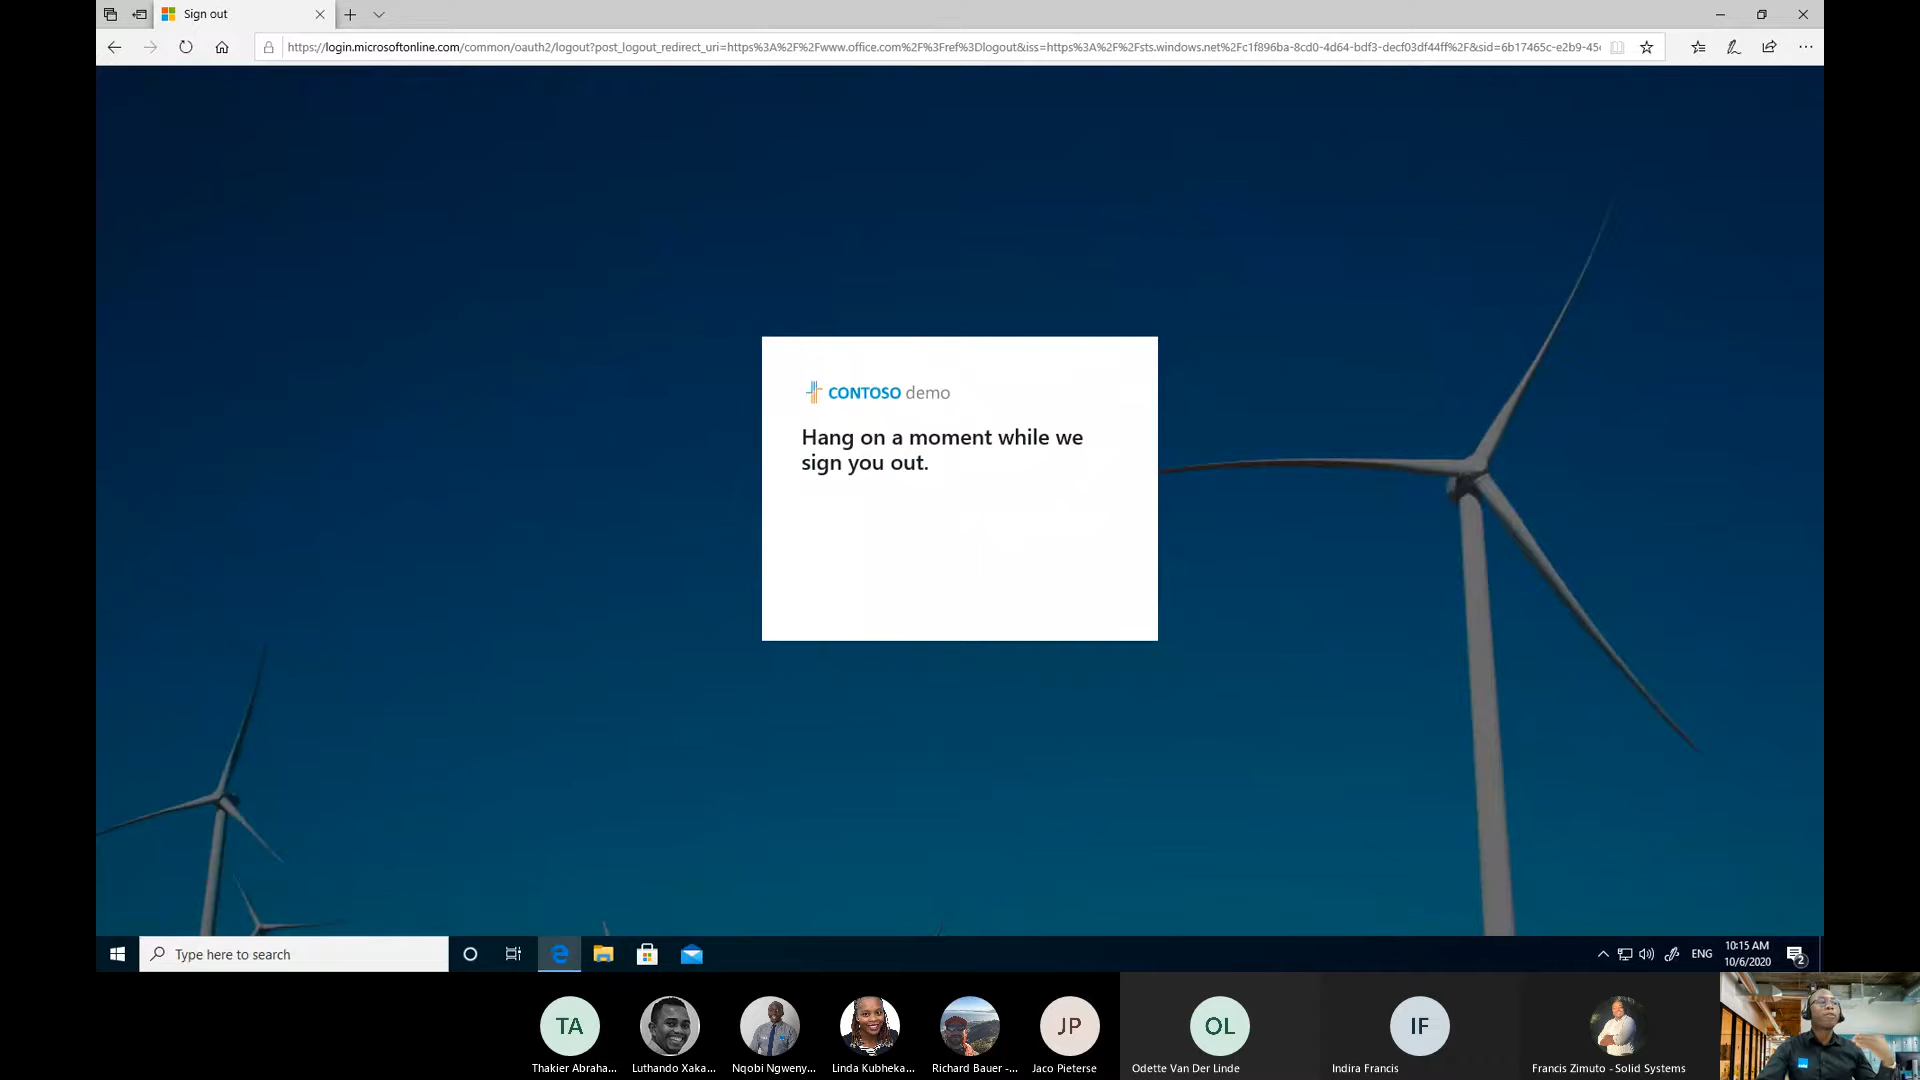 Sign out
https://login.microsoftonline.com/common/oauth2/logout?post_logout_redirect_uri=https%3A%2F%2Fwww.office.com%2F%3Fref%3Dlogout&iss=https%3A%2F%2Fsts.windows.net%2Fc1f896ba-8cd0-4d64-bdf3-decf03df44ff%2F&sid=6b17465c-e2b9-45
CONTOSO demo
Hang on a moment while we
sign you out.
Type here to search
ENG
10:15 AM
10/6/2020
2
TA
JP
OL
IF
Thakier Abraha...
Luthando Xaka...
Nqobi Ngweny...
Linda Kubheka...
Richard Bauer -...
Jaco Pieterse
Odette Van Der Linde
Indira Francis
Francis Zimuto - Solid Systems